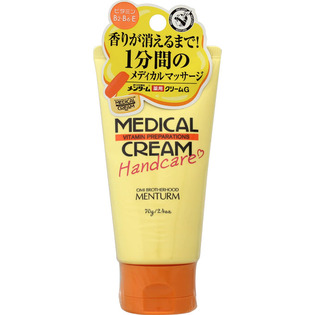 ビタミン
B2・B6・E
香りが消えるまで!
1分間の
メディカルマッサージ
メンターム 薬用 クリームG
MEDICAL
CREAM
MEDICAL
VITAMIN PREPARATIONS
CREAM
Handcare
OMI BROTHERHOOD
MENTURM
70g/2.4oz.